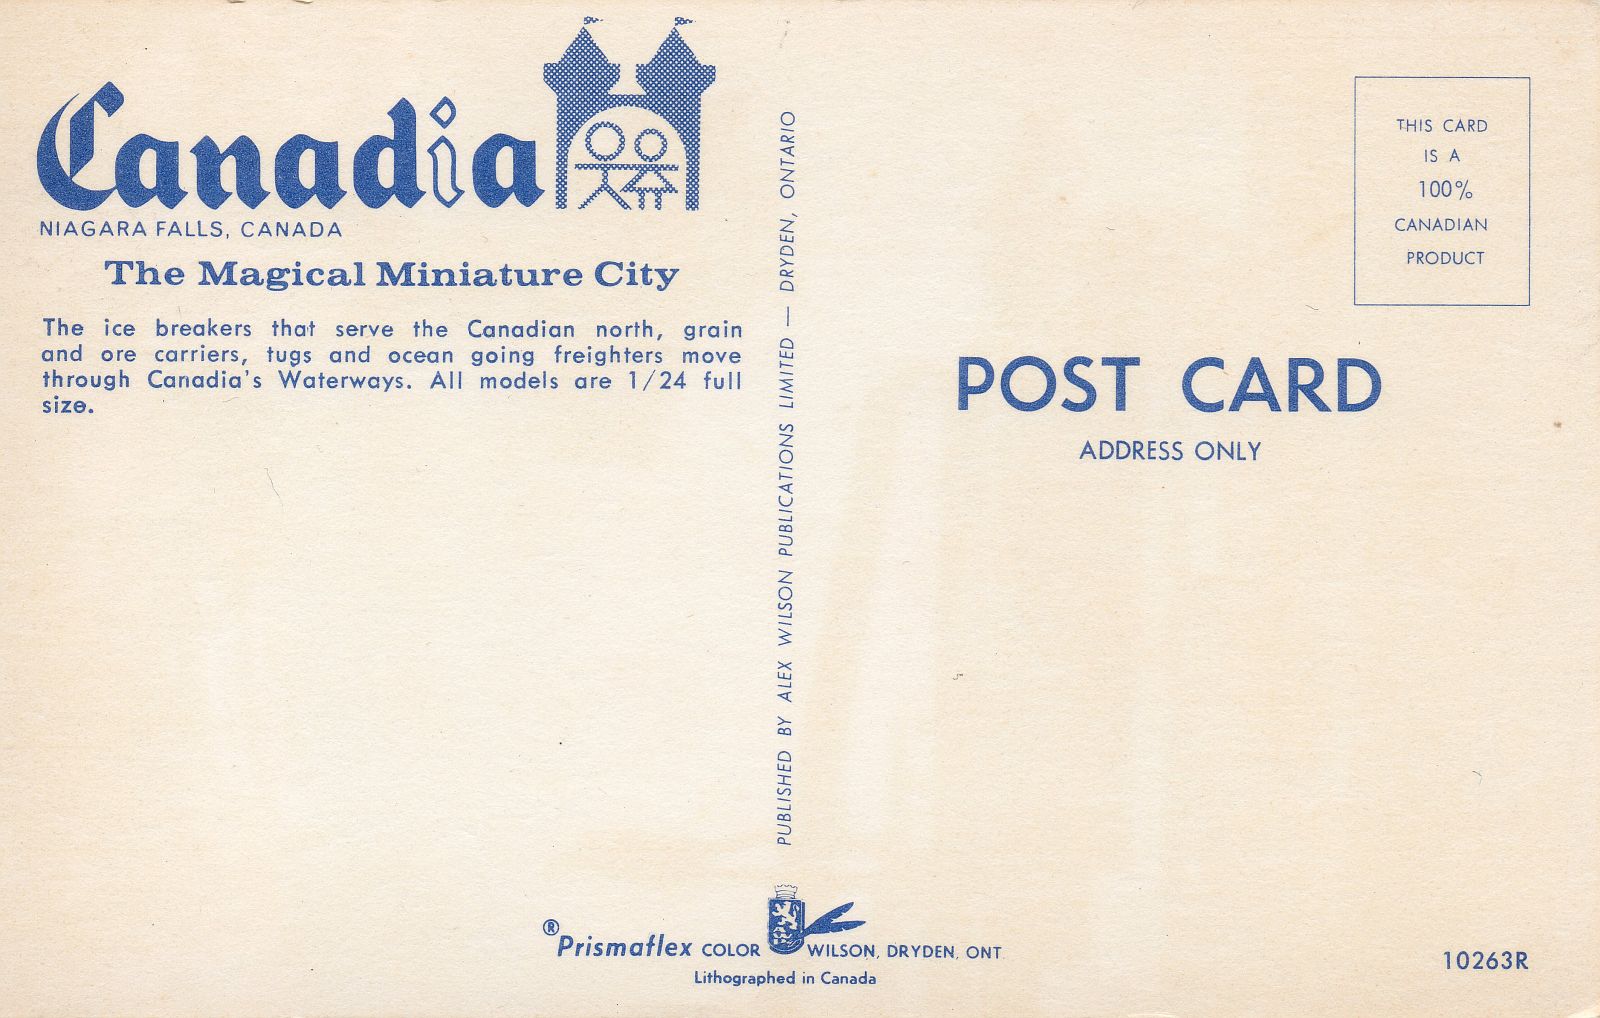 Canadia
NIAGARA FALLS, CANADA
The Magical Miniature City
The ice breakers that serve the Canadian north, grain
and ore carriers, tugs and ocean going freighters move
through Canadia's Waterways. All models are 1/24 full
size.
PUBLISHED BY ALEX WILSON PUBLICATIONS LIMITED — DRYDEN, ONTARIO
THIS CARD
IS A
100%
CANADIAN
PRODUCT
POST CARD
ADDRESS ONLY
® Prismaflex COLOR WILSON, DRYDEN, ONT.
Lithographed in Canada
10263R